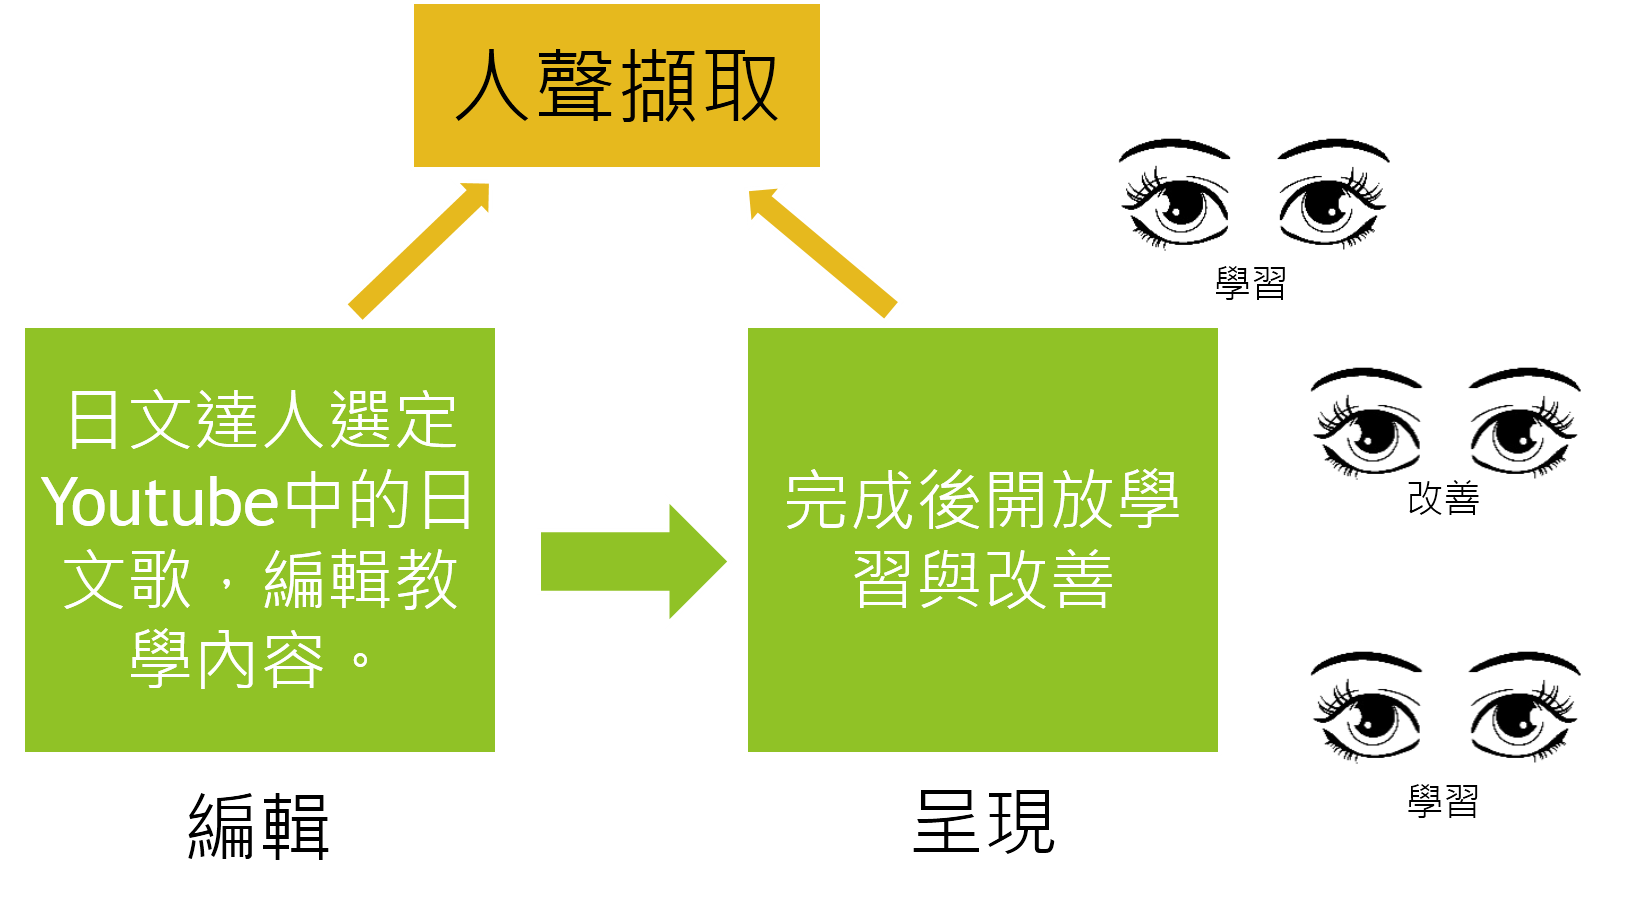 人聲擷取
學習
日文達人選定
Youtube中的日
文歌，編輯教
學內容。
完成後開放學
習與改善
改善
學習
編輯
呈現